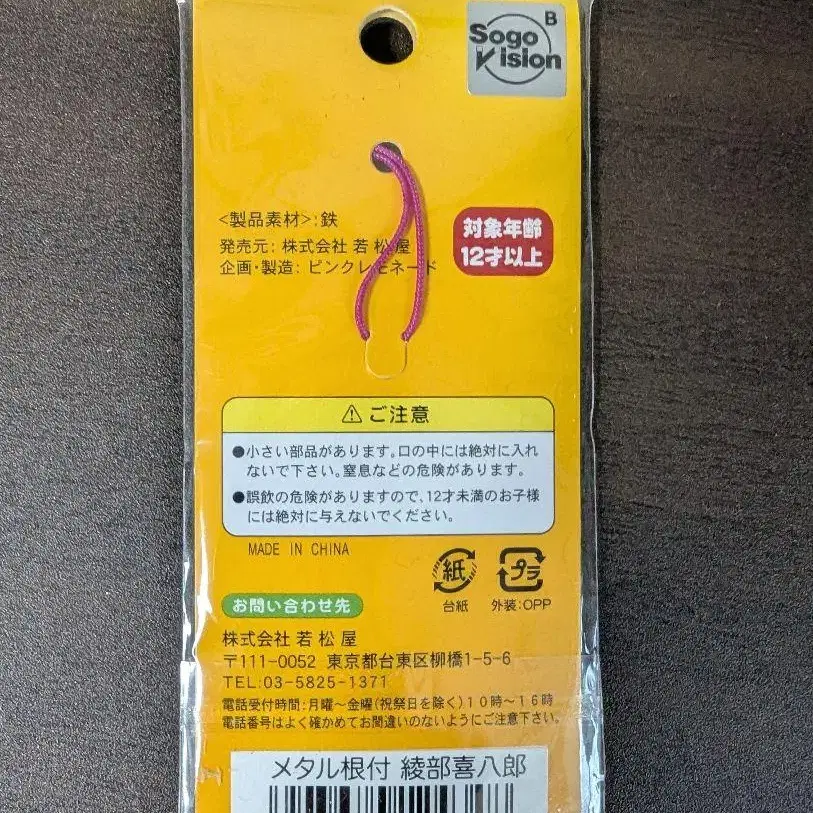 B
Sogo
Vision
<製品素材>:鉄
発売元: 株式会社 若松屋
企画・製造: ピンクレモネード
対象年齢
12才以上
⚠ご注意
●小さい部品があります。口の中には絶対に入れ
ないで下さい。窒息などの危険があります。
●誤飲の危険がありますので、12才未満のお子様
には絶対に与えないでください。
MADE IN CHINA
紙
台紙
プラ
外装:OPP
お問い合わせ先
株式会社 若松屋
〒111-0052 東京都台東区柳橋1-5-6
TEL:03-5825-1371
電話受付時間:月曜~金曜(祝祭日を除く)10時~16時
電話番号はよく確かめてお間違いのないようにご注意下さい。
メタル根付 綾部喜八郎